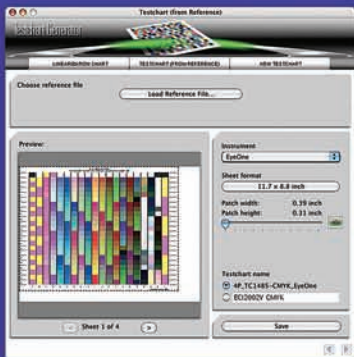 Testchart (from Reference)
TestchartGenerator
LINEARIZATION CHART
TESTCHART (FROM REFERENCE)
NEW TESTCHART
Choose reference file
Load Reference File...
Preview:
Sheet 1 of 4
Instrument
EyeOne
Sheet format
11.7 x 8.8 inch
Patch width: 0.39 inch
Patch height: 0.31 inch
Testchart name
4P_TC1485-CMYK_EyeOne
ECI2002V CMYK
Save